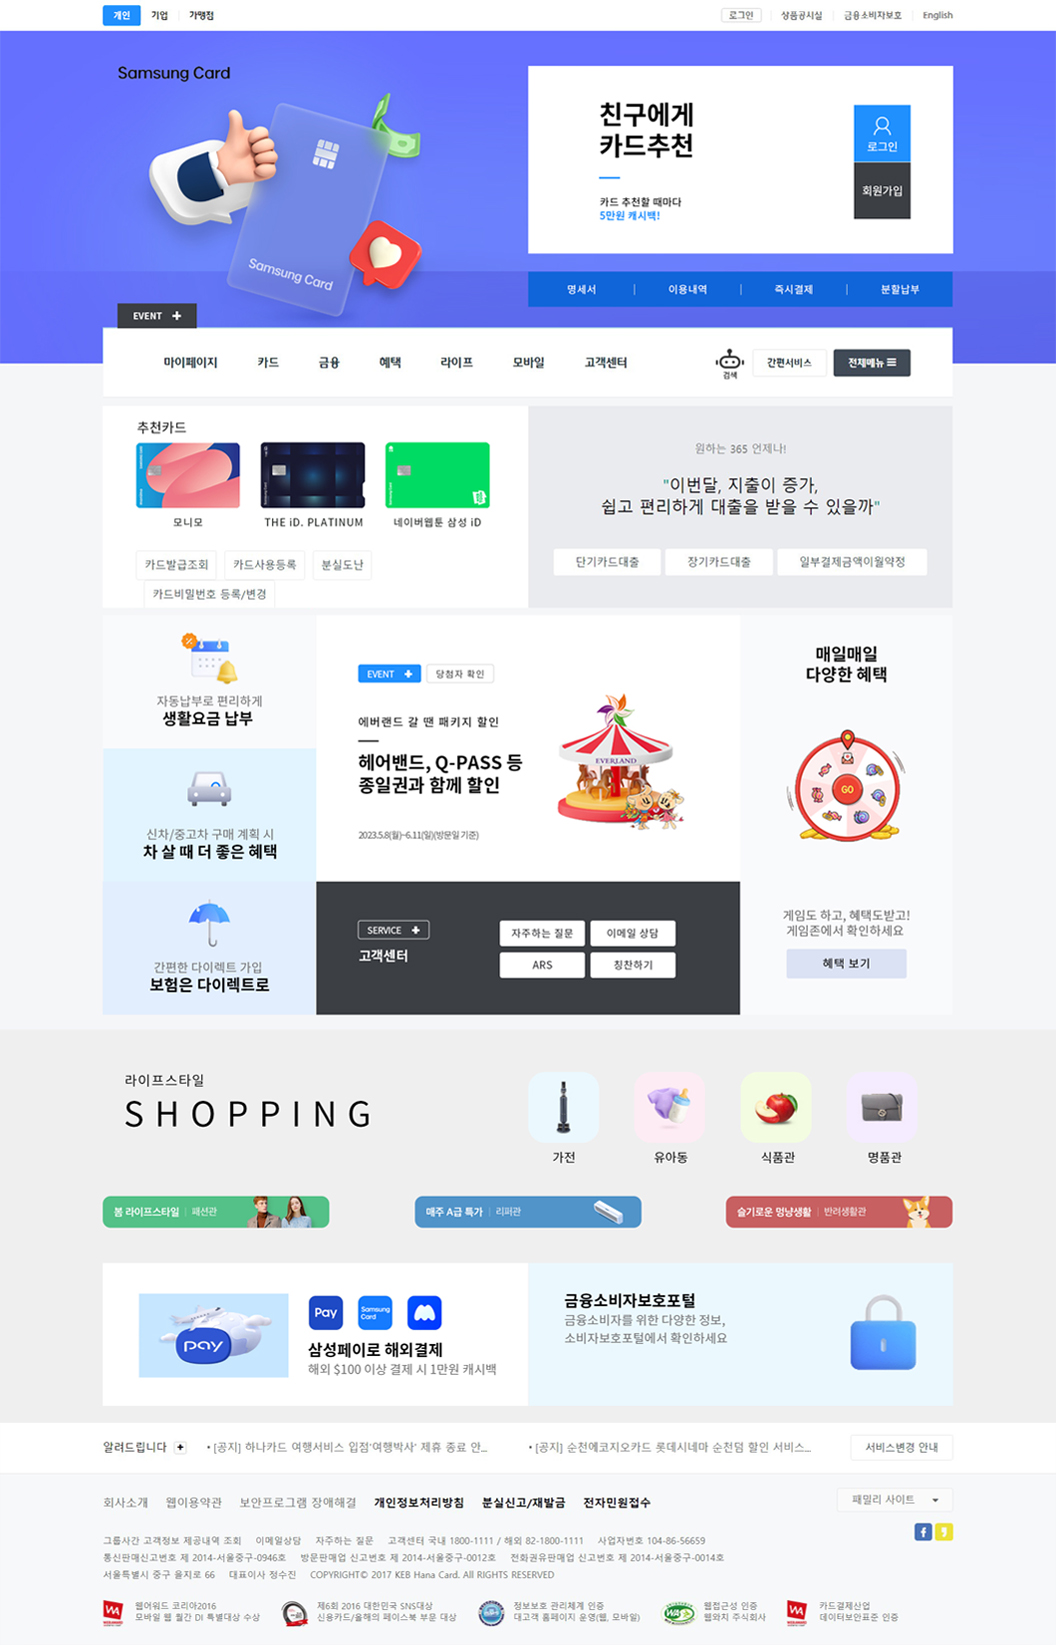 개인 기업 가맹점
로그인 상품공시실 금융소비자보호 English
Samsung Card
Samsung Card
친구에게
카드추천
카드 추천할 때마다
5만원 캐시백!
로그인
회원가입
명세서 이용내역 즉시결제 분할납부
EVENT
마이페이지 카드 금융 혜택 라이프 모바일 고객센터
검색
간편서비스
전체메뉴
추천카드
모니모 THE iD. PLATINUM 네이버웹툰 삼성 iD
카드발급조회 카드사용등록 분실도난
카드비밀번호 등록/변경
원하는 365 언제나!
"이번달, 지출이 증가,
쉽고 편리하게 대출을 받을 수 있을까"
단기카드대출 장기카드대출 일부결제금액이월약정
자동납부로 편리하게
생활요금 납부
신차/중고차 구매 계획 시
차 살 때 더 좋은 혜택
간편한 다이렉트 가입
보험은 다이렉트로
EVENT 당첨자 확인
에버랜드 갈 땐 패키지 할인
헤어밴드, Q-PASS 등
종일권과 함께 할인
2023.5.8(월)~6.11(일)(방문일 기준)
EVERLAND
SERVICE
고객센터
자주하는 질문 이메일 상담
ARS 칭찬하기
매일매일
다양한 혜택
GO
게임도 하고, 혜택도받고!
게임존에서 확인하세요
혜택 보기
라이프스타일
SHOPPING
가전 유아동 식품관 명품관
봄 라이프스타일 패션관
매주 A급 특가 리퍼관
슬기로운 멍냥생활 반려생활관
pay
Pay
Samsung
Card
삼성페이로 해외결제
해외 $100 이상 결제 시 1만원 캐시백
금융소비자보호포털
금융소비자를 위한 다양한 정보,
소비자보호포털에서 확인하세요
알려드립니다
• [공지] 하나카드 여행서비스 입점'여행박사' 제휴 종료 안...
• [공지] 순천에코지오카드 롯데시네마 순천덤 할인 서비스...
서비스변경 안내
회사소개 웹이용약관 보안프로그램 장애해결 개인정보처리방침 분실신고/재발급 전자민원접수
패밀리 사이트
그룹사간 고객정보 제공내역 조회 이메일상담 자주하는 질문 고객센터 국내 1800-1111 / 해외 82-1800-1111 사업자번호 104-86-56659
통신판매신고번호 제 2014-서울중구-0946호 방문판매업 신고번호 제 2014-서울중구-0012호 전화권유판매업 신고번호 제 2014-서울중구-0014호
서울특별시 중구 을지로 66 대표이사 정수진 COPYRIGHT© 2017 KEB Hana Card. All RIGHTS RESERVED
웹어워드 코리아2016
모바일 웹 월간 DI 특별대상 수상
제6회 2016 대한민국 SNS대상
신용카드/올해의 페이스북 부문 대상
정보보호 관리체계 인증
대고객 홈페이지 운영(웹, 모바일)
웹접근성 인증
웹와치 주식회사
카드결제산업
데이터보안표준 인증